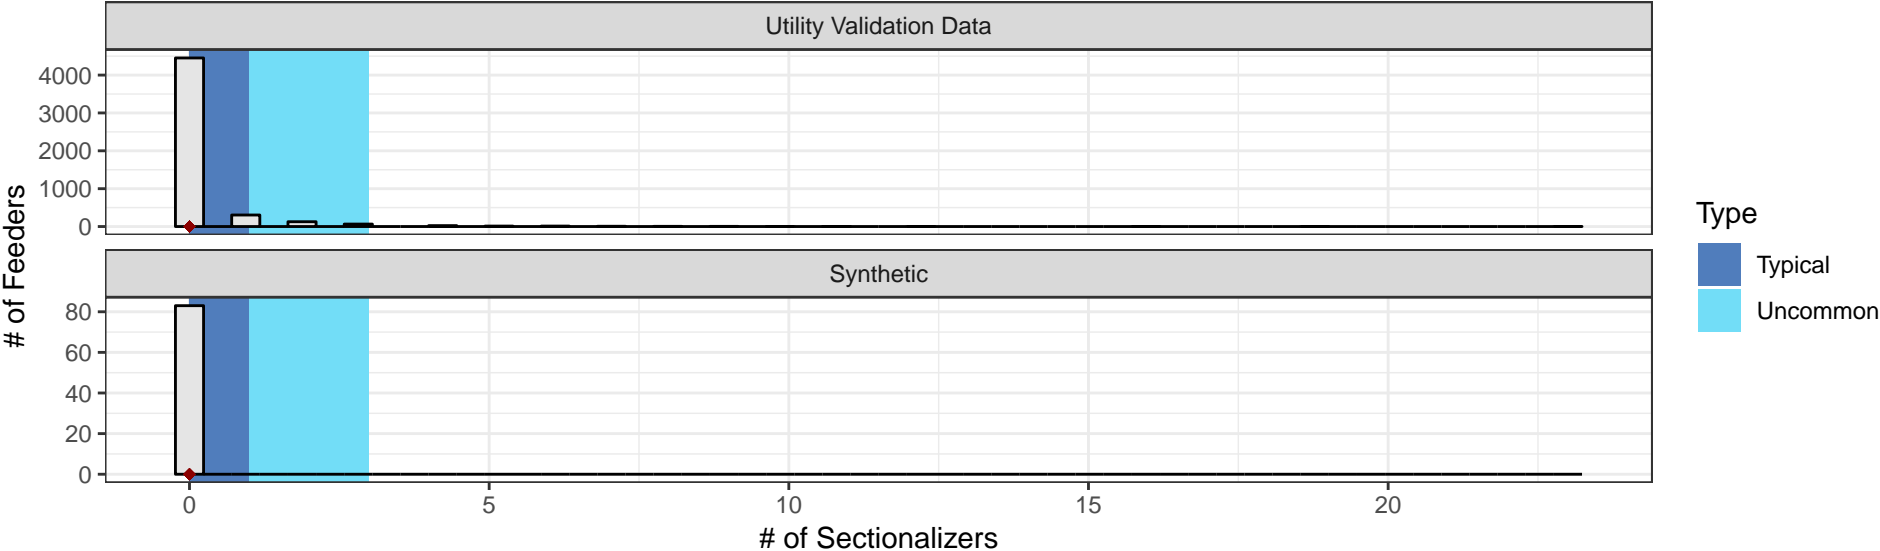 Utility Validation Data
4000
3000
2000
1000
0
Synthetic
80
60
40
20
0
0 5 10 15 20
# of Sectionalizers
# of Feeders
Type
Typical
Uncommon